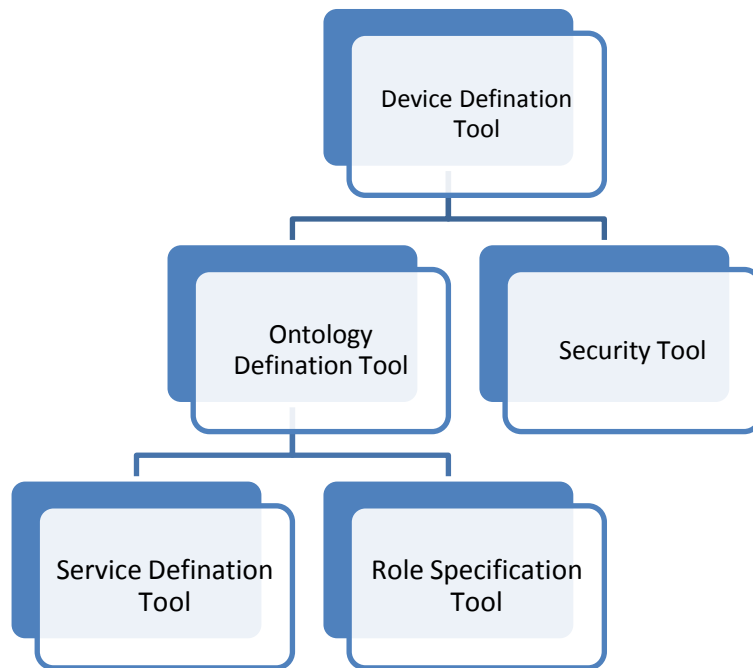 Device Defination
Tool
Ontology
Defination Tool
Security Tool
Service Defination
Tool
Role Specification
Tool